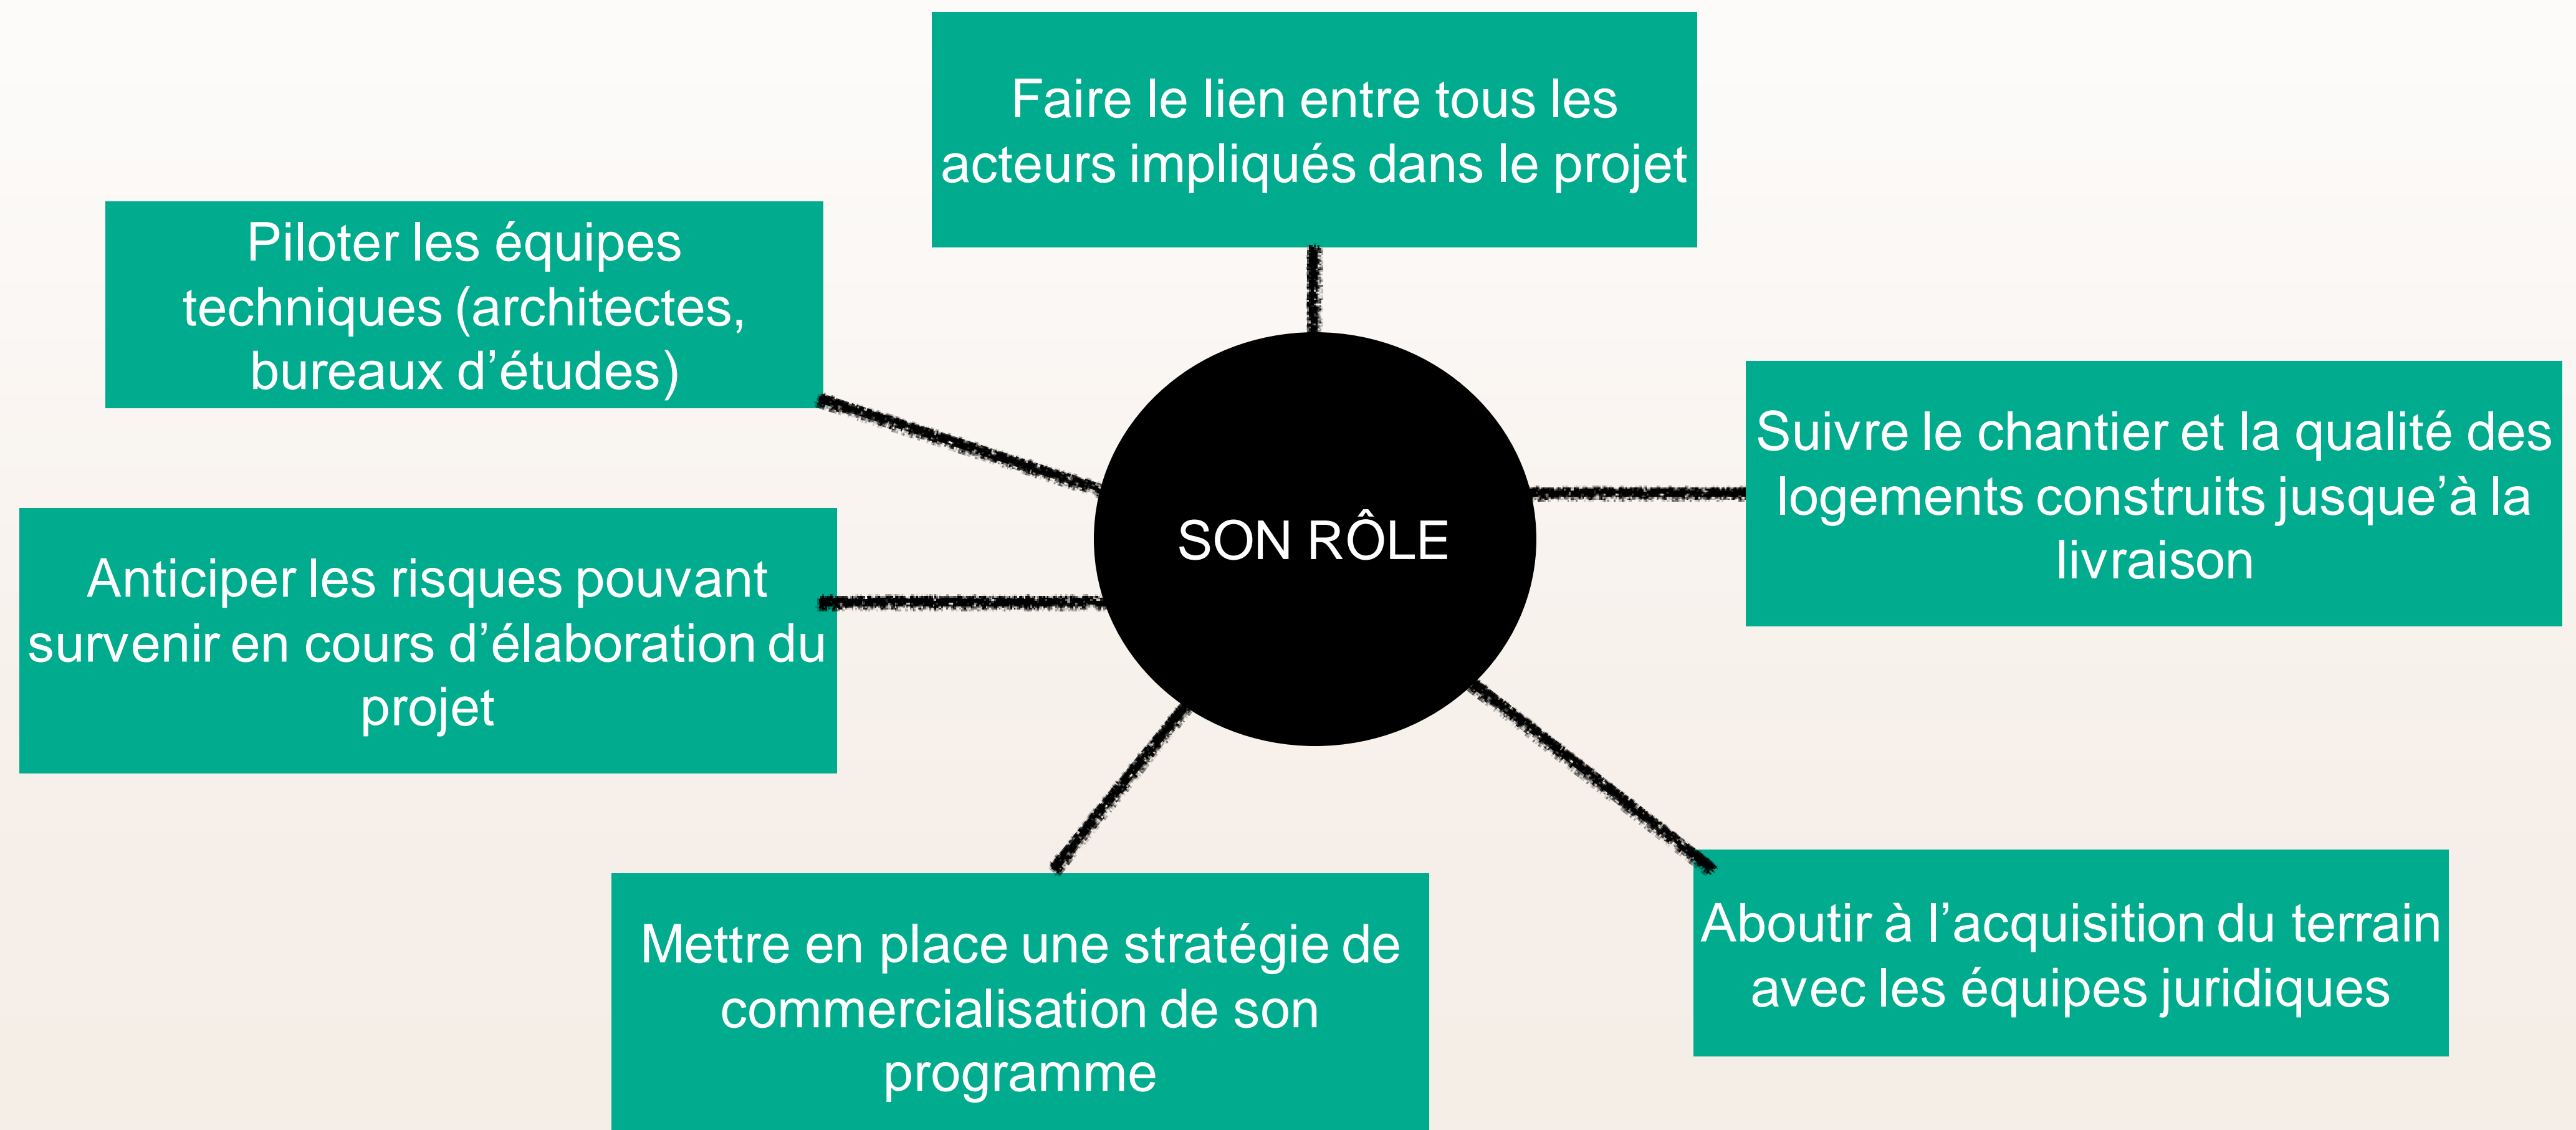 Faire le lien entre tous les
acteurs impliqués dans le projet
Piloter les équipes
techniques (architectes,
bureaux d’études)
Suivre le chantier et la qualité des
logements construits jusque’à la
livraison
SON RÔLE
Anticiper les risques pouvant
survenir en cours d’élaboration du
projet
Mettre en place une stratégie de
commercialisation de son
programme
Aboutir à l’acquisition du terrain
avec les équipes juridiques